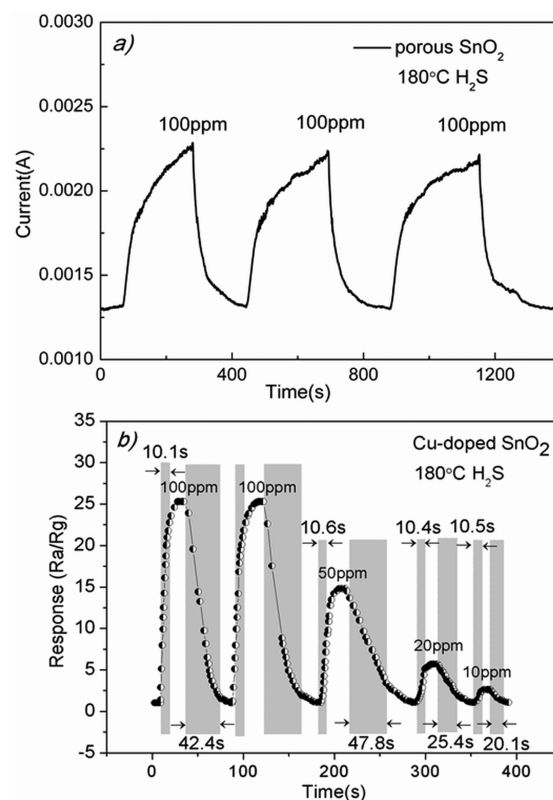 a)
porous SnO2
180°C H2S
100ppm 100ppm 100ppm
0.0030
0.0025
0.0020
0.0015
0.0010
Current(A)
0 400 800 1200
Time(s)
b)
Cu-doped SnO2
180°C H2S
10.1s
100ppm 100ppm
10.6s 10.4s 10.5s
50ppm
20ppm
10ppm
35
30
25
20
15
10
5
0
-5
Response (Ra/Rg)
42.4s 47.8s 25.4s 20.1s
0 100 200 300 400
Time(s)